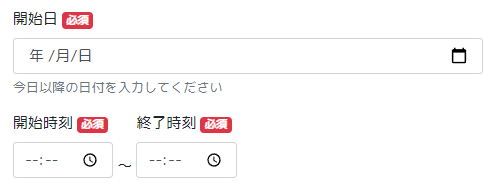 開始日 必須
年 /月/日
今日以降の日付を入力してください
開始時刻 必須 終了時刻 必須
--:-- ～ --:--